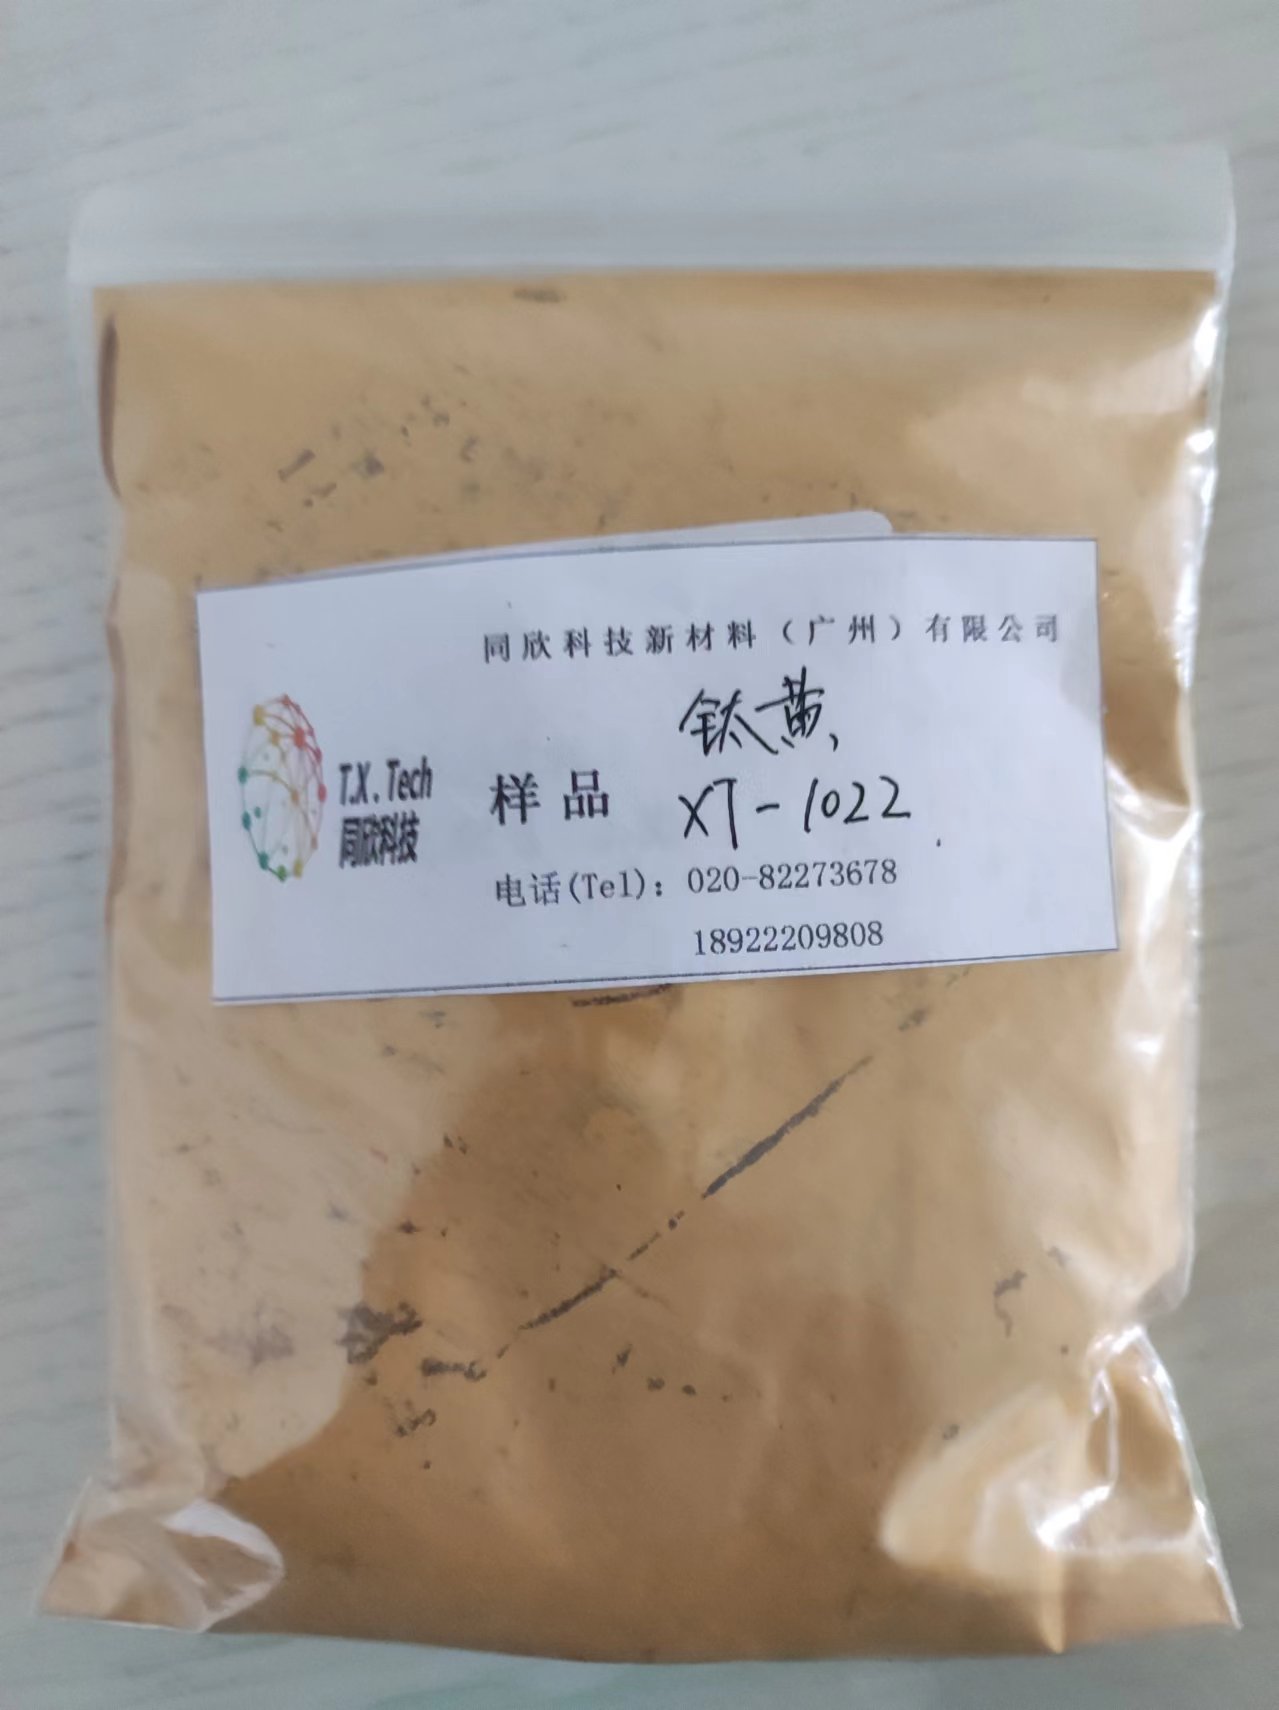 同欣科技新材料（广州）有限公司
钛黄
T.X.Tech
同欣科技
样品 XT-1022
电话(Tel)：020-82273678
18922209808